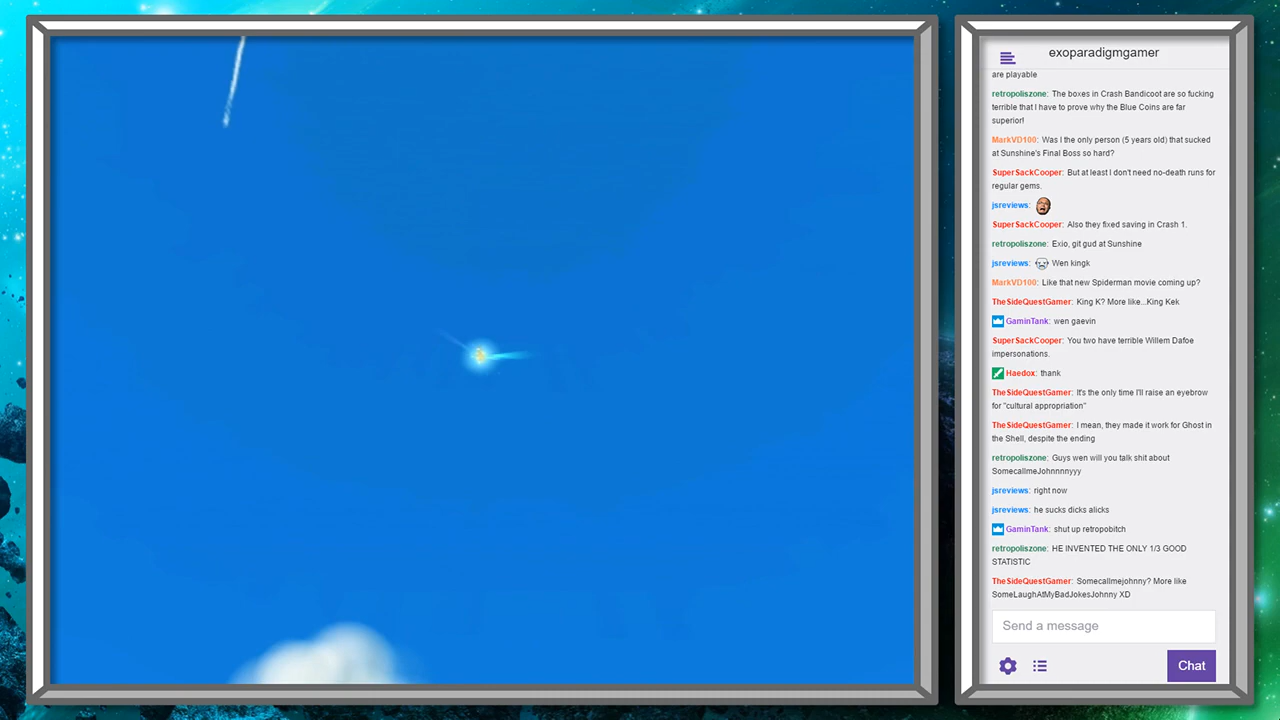 exoparadigmgamer
are playable
retropoliszone: The boxes in Crash Bandicoot are so fucking
terrible that I have to prove why the Blue Coins are far
superior!
MarkVD100: Was I the only person (5 years old) that sucked
at Sunshine's Final Boss so hard?
SuperSackCooper: But at least I don't need no-death runs for
regular gems.
jsreviews:
SuperSackCooper: Also they fixed saving in Crash 1.
retropoliszone: Exio, git gud at Sunshine
jsreviews: Wen kingk
MarkVD100: Like that new Spiderman movie coming up?
TheSideQuestGamer: King K? More like...King Kek
GaminTank: wen gaevin
SuperSackCooper: You two have terrible Willem Dafoe
impersonations.
Haedox: thank
TheSideQuestGamer: It's the only time I'll raise an eyebrow
for "cultural appropriation"
TheSideQuestGamer: I mean, they made it work for Ghost in
the Shell, despite the ending
retropoliszone: Guys wen will you talk shit about
SomecallmeJohnnnnyyy
jsreviews: right now
jsreviews: he sucks dicks alicks
GaminTank: shut up retropobitch
retropoliszone: HE INVENTED THE ONLY 1/3 GOOD
STATISTIC
TheSideQuestGamer: Somecallmejohnny? More like
SomeLaughAtMyBadJokesJohnny XD
Send a message
Chat